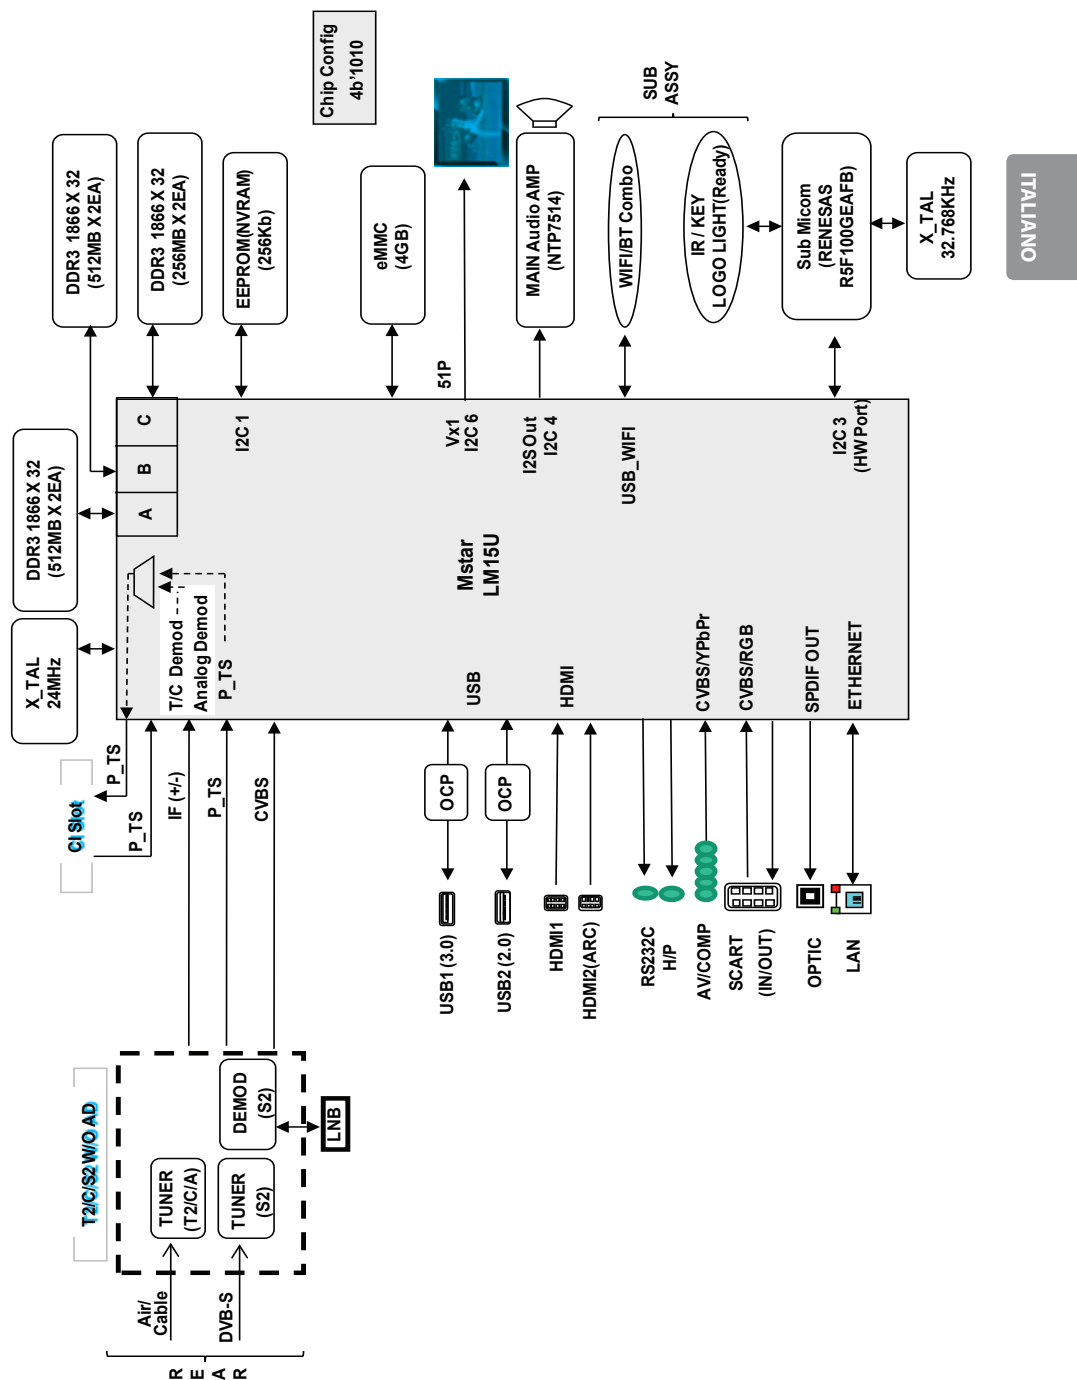 Chip Config
4b'1010
DDR3 1866 X 32
(512MB X 2EA)
DDR3 1866 X 32
(256MB X 2EA)
EEPROM(NVRAM)
(256Kb)
eMMC
(4GB)
MAIN Audio AMP
(NTP7514)
SUB
ASSY
WIFI/BT Combo
IR / KEY
LOGO LIGHT(Ready)
Sub Micom
(RENESAS
R5F100GEAFB)
X_TAL
32.768KHz
ITALIANO
DDR3 1866 X 32
(512MB X 2EA)
X_TAL
24MHz
A
B
C
I2C 1
51P
Vx1
I2C 6
I2S Out
I2C 4
USB_WIFI
I2C 3
(HW Port)
Mstar
LM15U
T/C Demod
Analog Demod
P_TS
USB
HDMI
CVBS/YPbPr
CVBS/RGB
SPDIF OUT
ETHERNET
CI Slot
P_TS
P_TS
IF (+/-)
P_TS
CVBS
OCP
OCP
USB1 (3.0)
USB2 (2.0)
HDMI1
HDMI2(ARC)
RS232C
H/P
AV/COMP
SCART
(IN/OUT)
OPTIC
LAN
T2/C/S2 W/O AD
TUNER
(T2/C/A)
TUNER
(S2)
DEMOD
(S2)
LNB
Air/
Cable
DVB-S
R
E
A
R